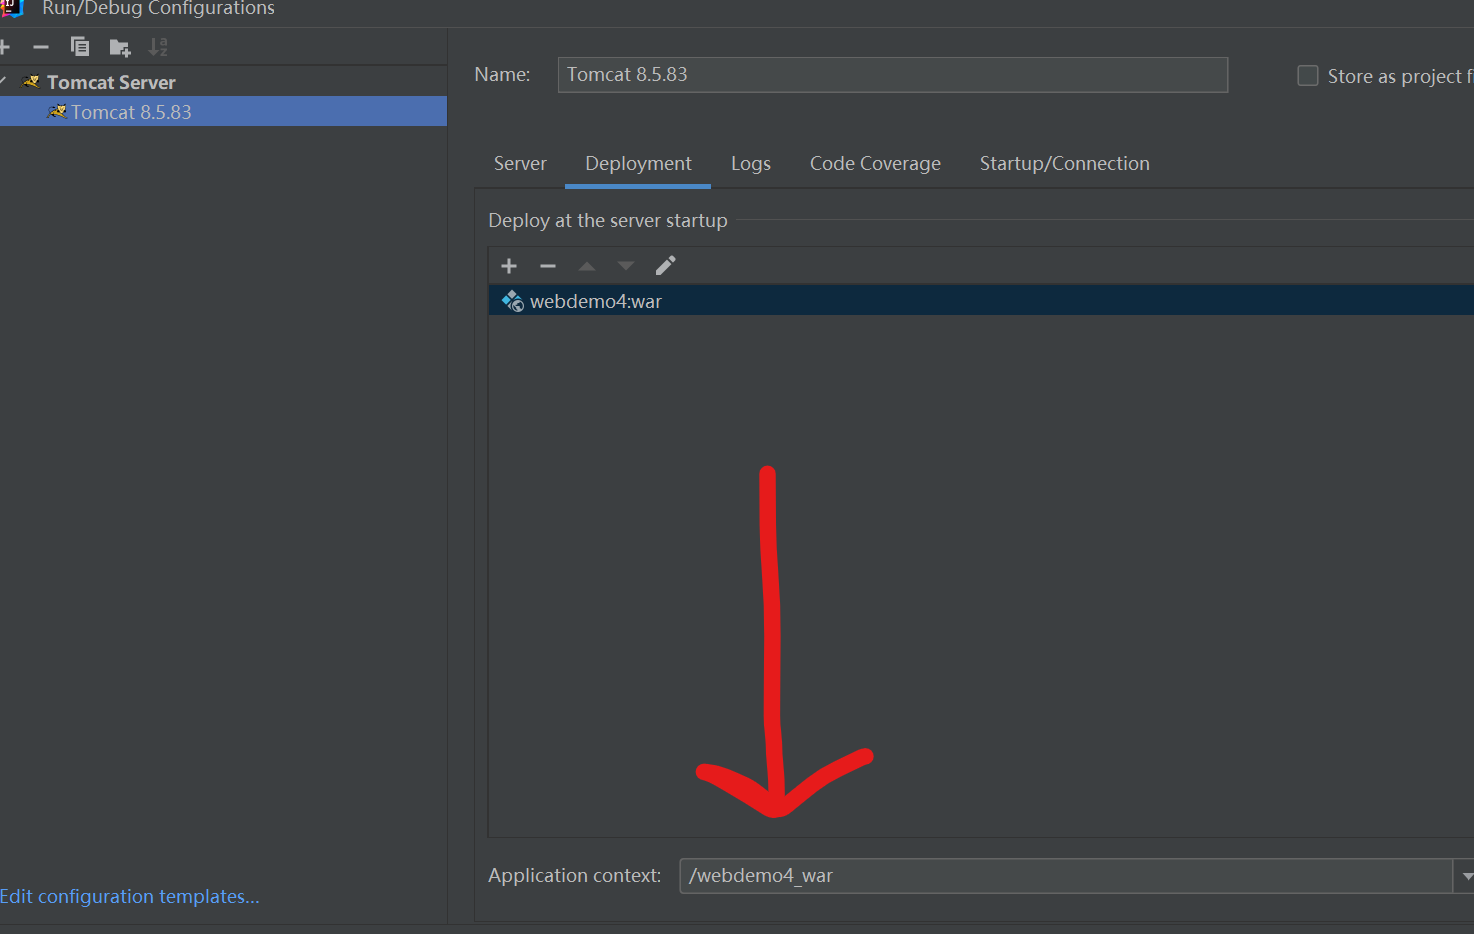 Run/Debug Configurations
Tomcat Server
Tomcat 8.5.83
Edit configuration templates...
Name: Tomcat 8.5.83
Store as project
Server Deployment Logs Code Coverage Startup/Connection
Deploy at the server startup
webdemo4:war
Application context: /webdemo4_war